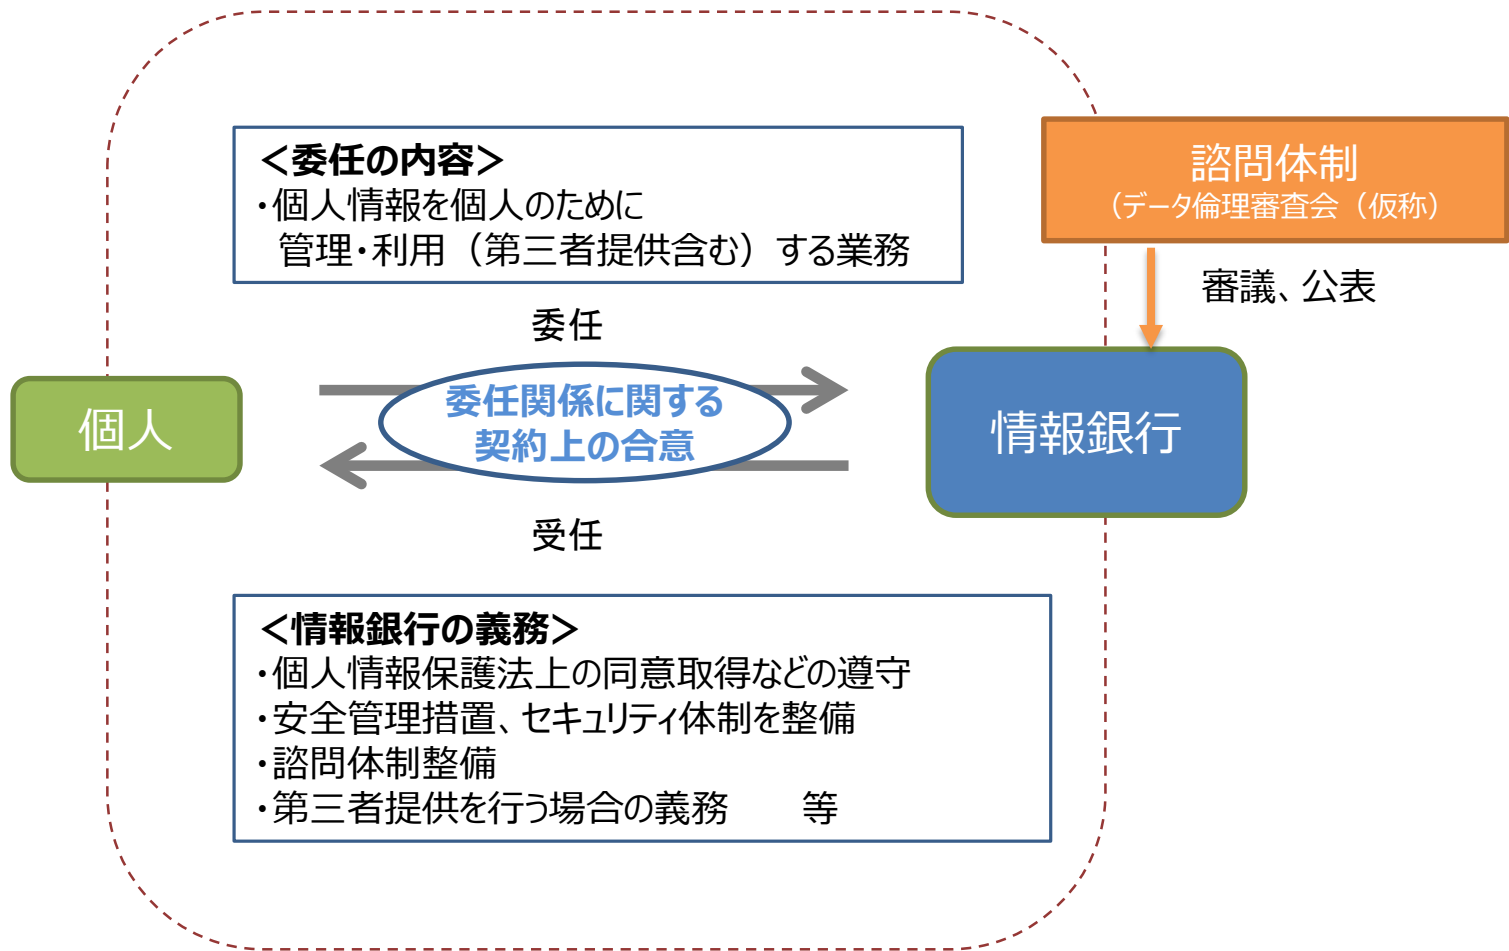 <委任の内容>
・個人情報を個人のために
管理・利用（第三者提供含む）する業務
諮問体制
（データ倫理審査会（仮称）
審議、公表
委任
個人
委任関係に関する
契約上の合意
情報銀行
受任
<情報銀行の義務>
・個人情報保護法上の同意取得などの遵守
・安全管理措置、セキュリティ体制を整備
・諮問体制整備
・第三者提供を行う場合の義務　　等